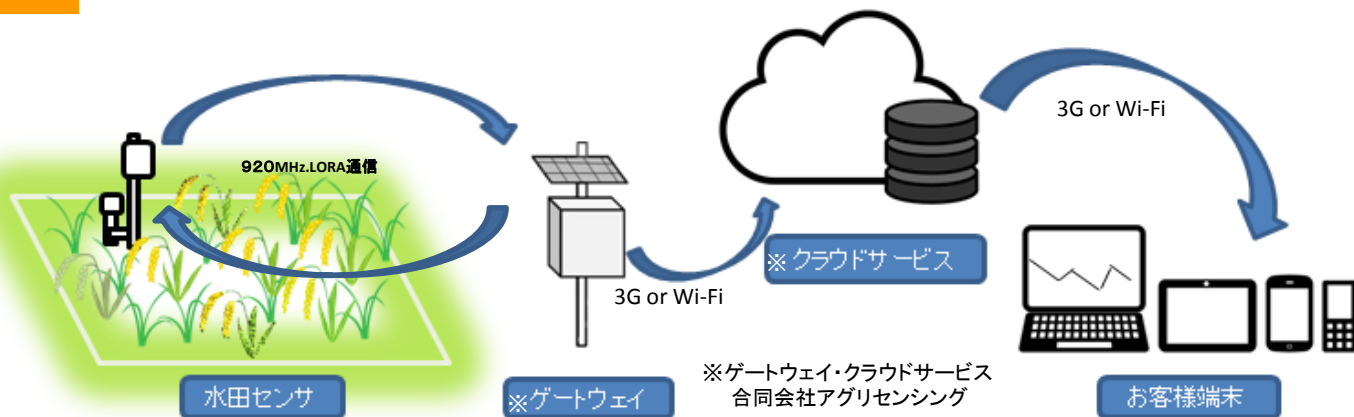 3G or Wi-Fi
920MHz.LORA通信
※クラウドサービス
3G or Wi-Fi
※ゲートウェイ・クラウドサービス
合同会社アグリセンシング
水田センサ
※ゲートウェイ
お客様端末